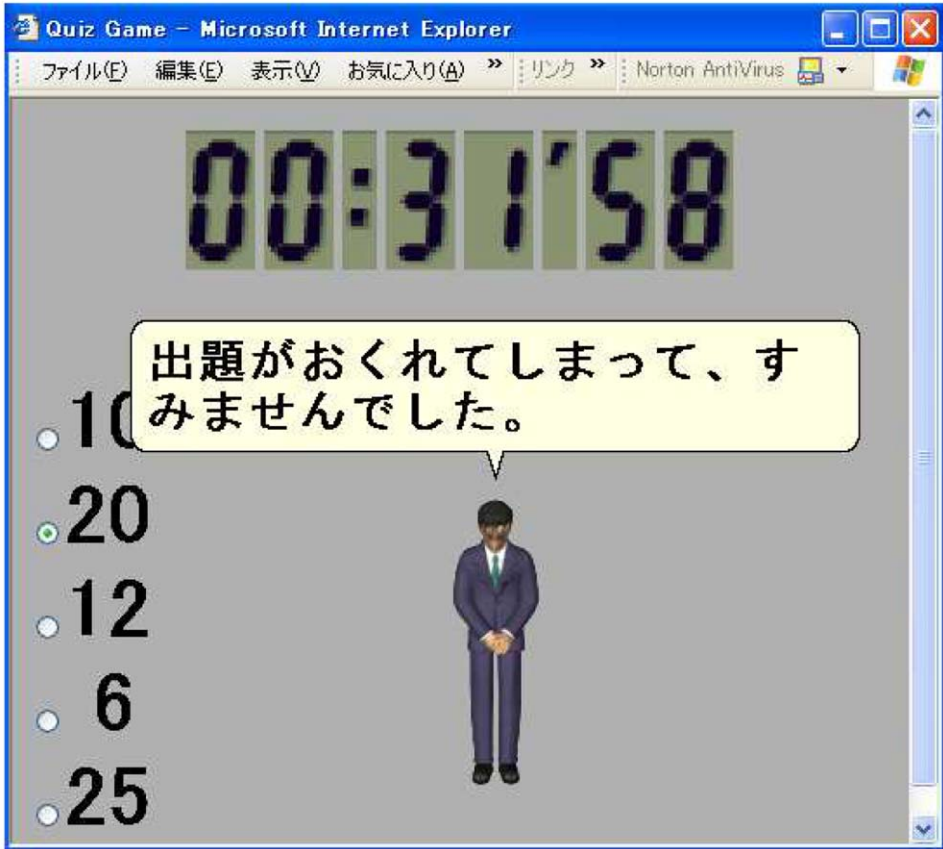 Quiz Game - Microsoft Internet Explorer
ファイル(F) 編集(E) 表示(V) お気に入り(A) » リンク » Norton AntiVirus
00:31'58
出題がおくれてしまって、す
みませんでした。
10
20
12
6
25